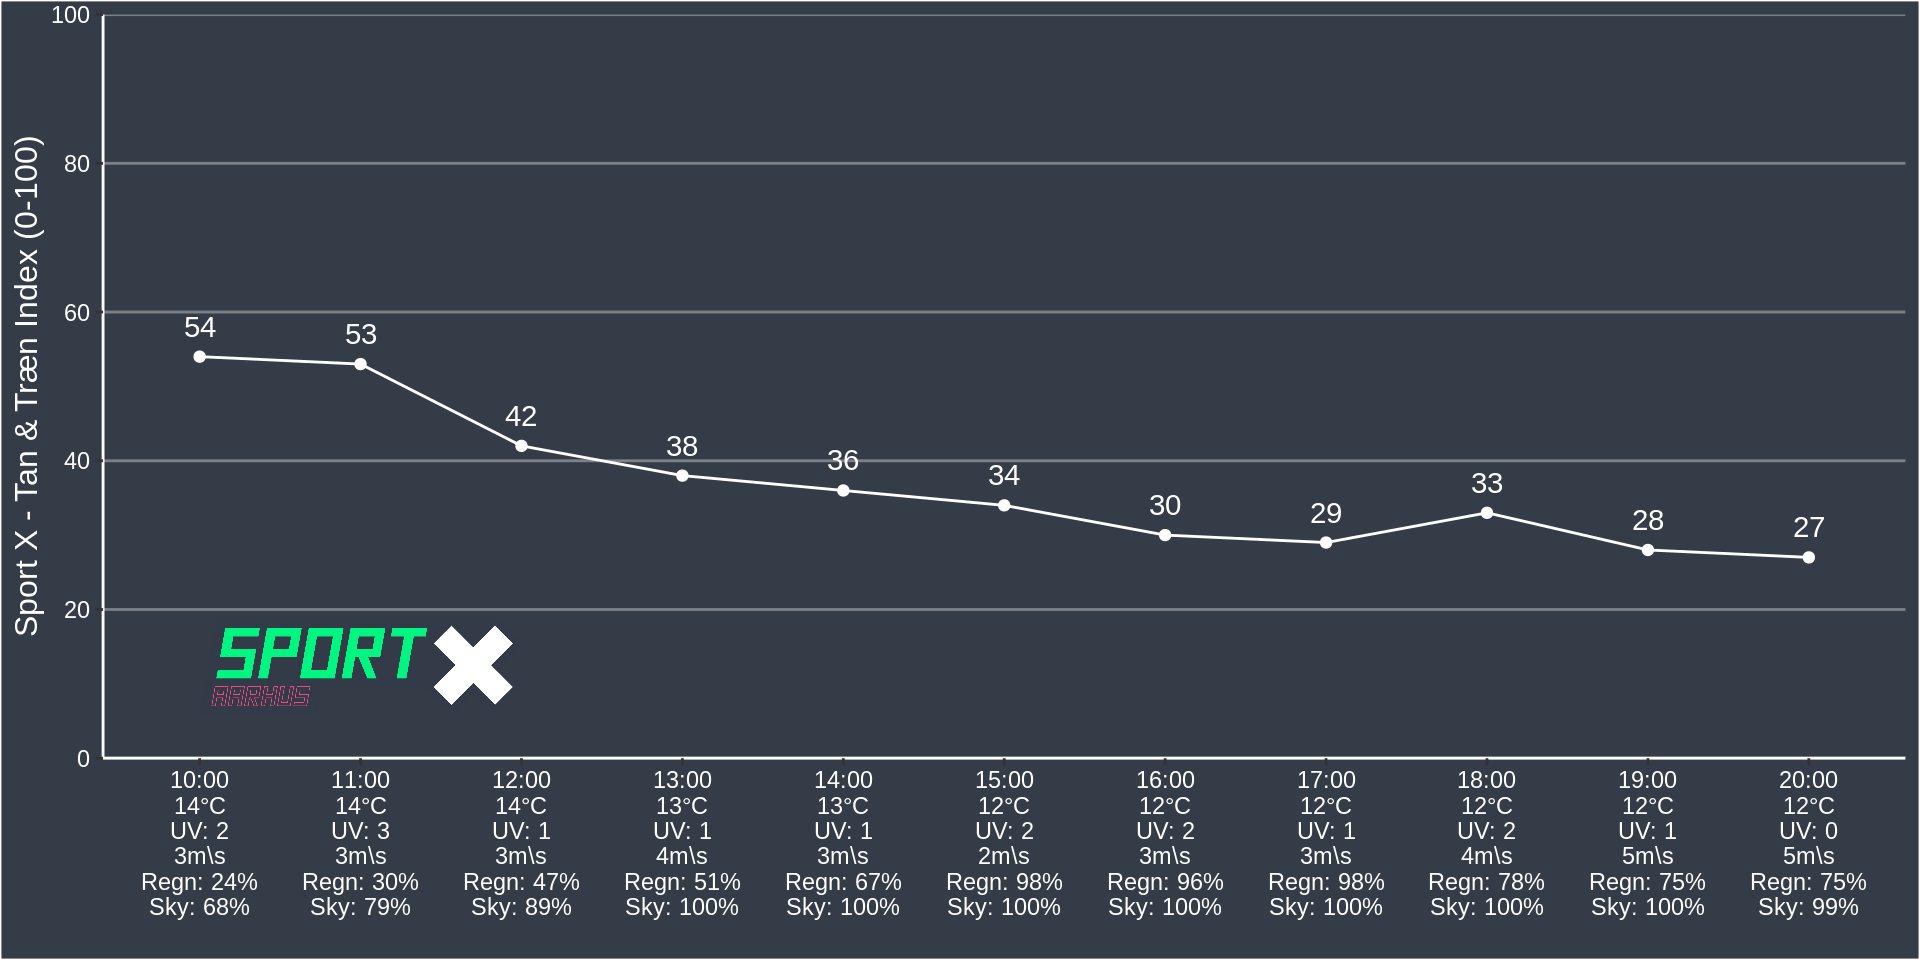 Sport X - Tan & Træn Index (0-100)
100
80
60
40
20
0
54
53
42
38
36
34
30
29
33
28
27
SPORT X
AARHUS
10:00 11:00 12:00 13:00 14:00 15:00 16:00 17:00 18:00 19:00 20:00
14°C 14°C 14°C 13°C 13°C 12°C 12°C 12°C 12°C 12°C 12°C
UV: 2 UV: 3 UV: 1 UV: 1 UV: 1 UV: 2 UV: 2 UV: 1 UV: 2 UV: 1 UV: 0
3m\s 3m\s 3m\s 4m\s 3m\s 2m\s 3m\s 3m\s 4m\s 5m\s 5m\s
Regn: 24% Regn: 30% Regn: 47% Regn: 51% Regn: 67% Regn: 98% Regn: 96% Regn: 98% Regn: 78% Regn: 75% Regn: 75%
Sky: 68% Sky: 79% Sky: 89% Sky: 100% Sky: 100% Sky: 100% Sky: 100% Sky: 100% Sky: 100% Sky: 100% Sky: 99%